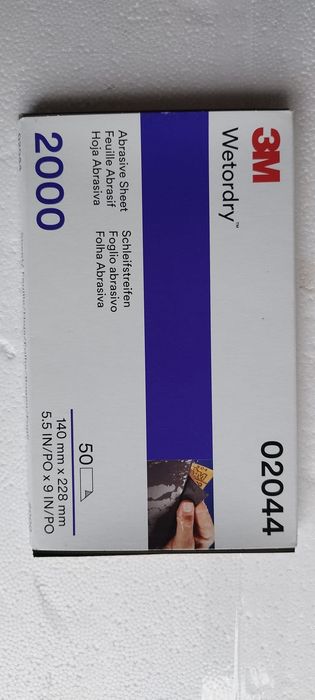 3M
Wetordry™
02044
Abrasive Sheet
Feuille Abrasif
Hoja Abrasiva
Schleifstreifen
Foglio abrasivo
Folha Abrasiva
2000
50
140 mm x 228 mm
5.5 IN/PO x 9 IN/PO